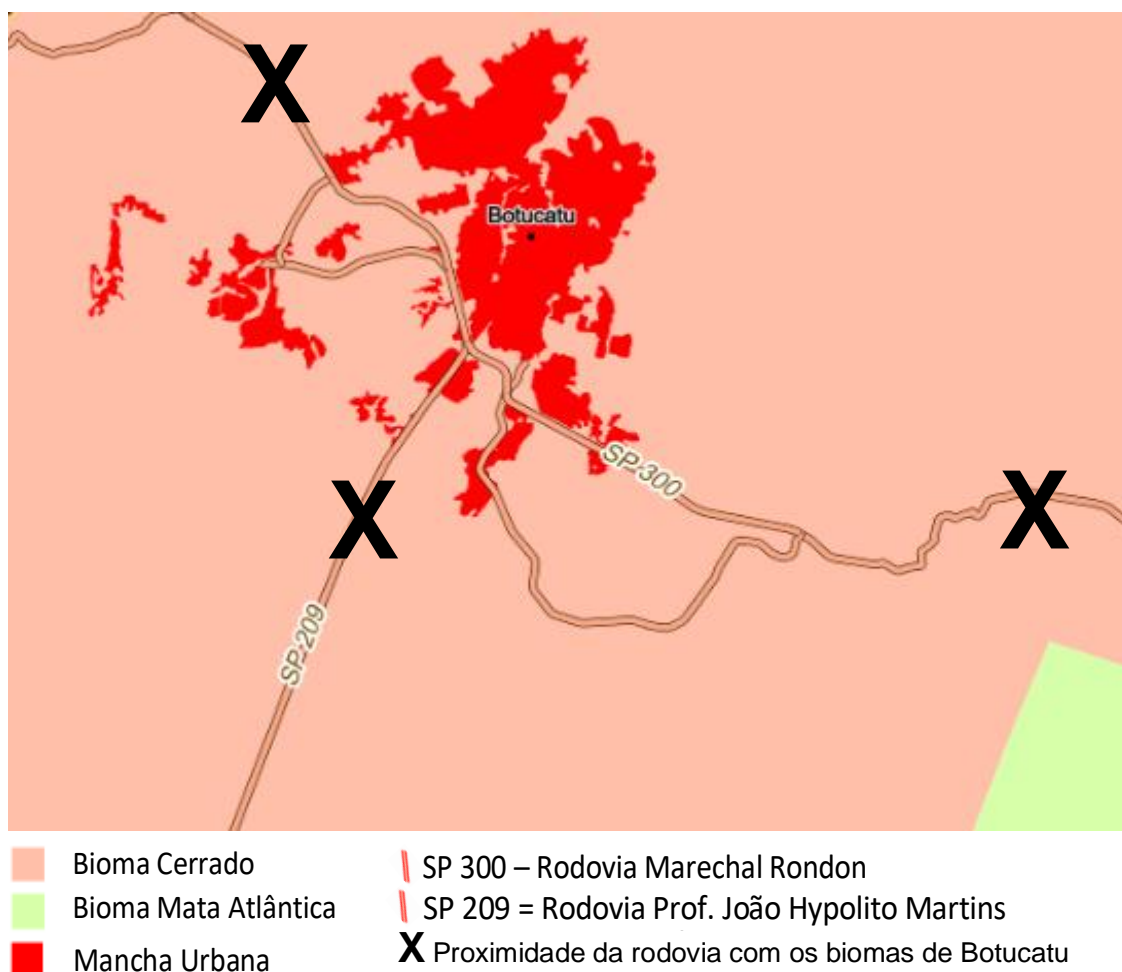 X
Botucatu
SP 300
X
X
SP 209
Bioma Cerrado
Bioma Mata Atlântica
Mancha Urbana
SP 300 – Rodovia Marechal Rondon
SP 209 = Rodovia Prof. João Hypolito Martins
X Proximidade da rodovia com os biomas de Botucatu